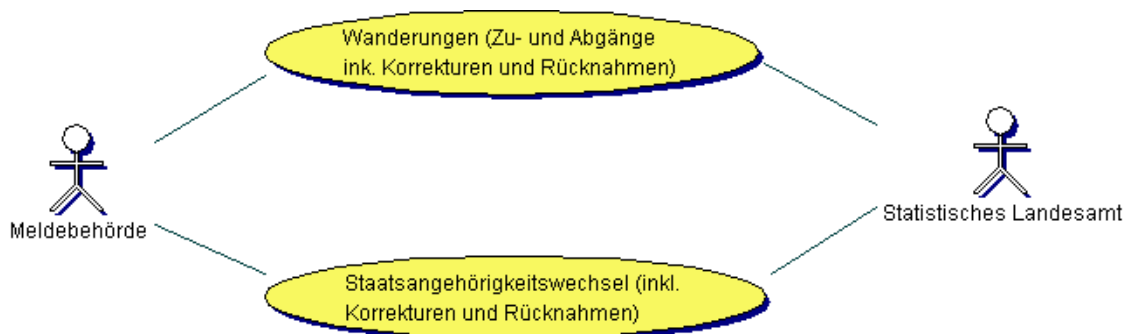 Wanderungen (Zu- und Abgänge
ink. Korrekturen und Rücknahmen)
Meldebehörde
Statistisches Landesamt
Staatsangehörigkeitswechsel (inkl.
Korrekturen und Rücknahmen)